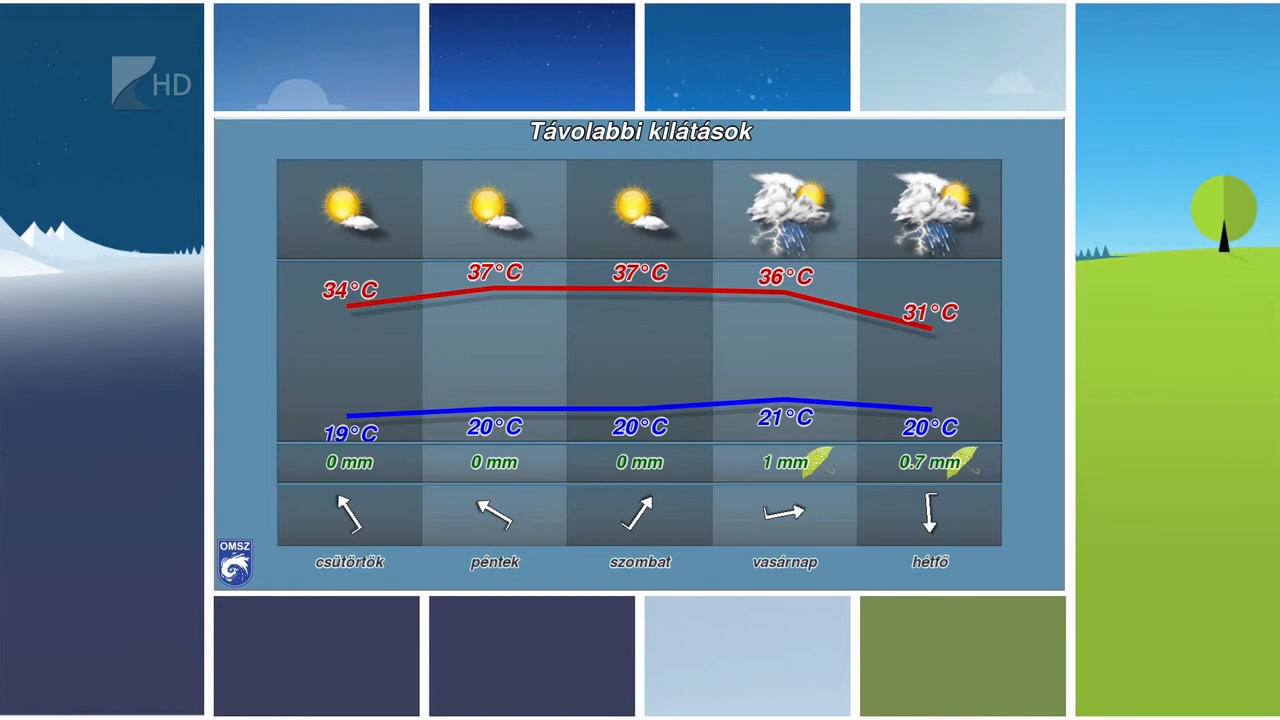 HD
Távolabbi kilátások
34°C 37°C 37°C 36°C 31°C
19°C 20°C 20°C 21°C 20°C
0 mm 0 mm 0 mm 1 mm 0.7 mm
OMSZ
csütörtök péntek szombat vasárnap hétfő